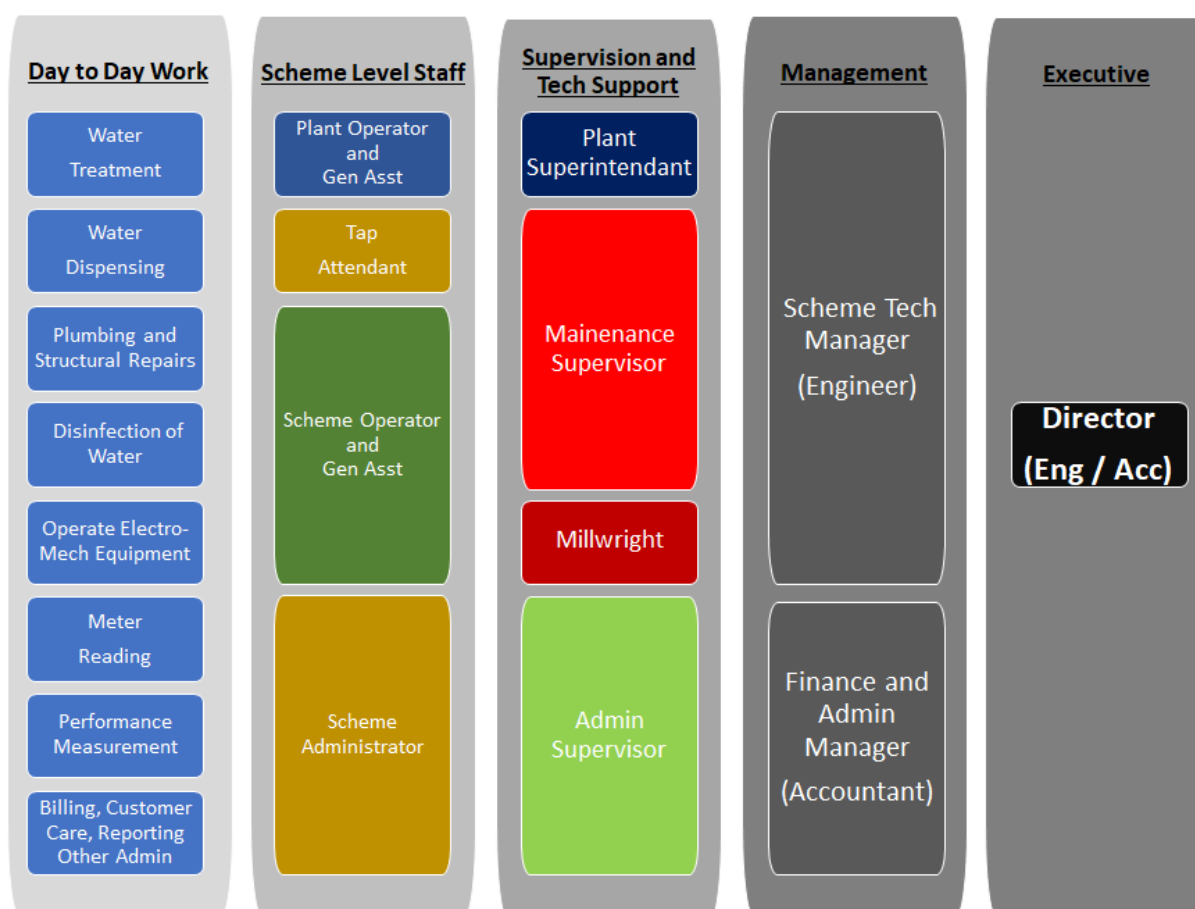 Day to Day Work
Water
Treatment
Water
Dispensing
Plumbing and
Structural Repairs
Disinfection of
Water
Operate Electro-
Mech Equipment
Meter
Reading
Performance
Measurement
Billing, Customer
Care, Reporting
Other Admin
Scheme Level Staff
Plant Operator
and
Gen Asst
Tap
Attendant
Scheme Operator
and
Gen Asst
Scheme
Administrator
Supervision and
Tech Support
Plant
Superintendant
Mainenance
Supervisor
Millwright
Admin
Supervisor
Management
Scheme Tech
Manager
(Engineer)
Finance and
Admin
Manager
(Accountant)
Executive
Director
(Eng / Acc)